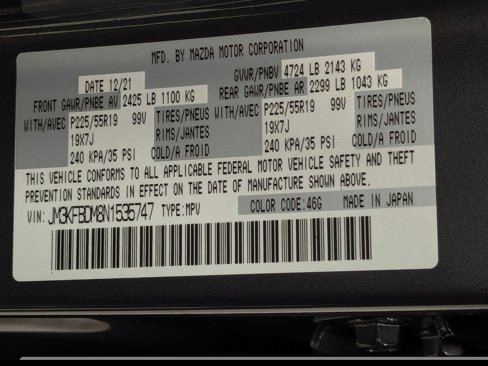 MFD. BY MAZDA MOTOR CORPORATION
DATE 12/21 GVWR/PNBV 4724 LB 2143 KG
FRONT GAWR/PNBE AV 2425 LB 1100 KG REAR GAWR/PNBE AR 2299 LB 1043 KG
WITH/AVEC P225/55R19 99V TIRES/PNEUS WITH/AVEC P225/55R19 99V TIRES/PNEUS
19X7J RIMS/JANTES 19X7J RIMS/JANTES
240 KPA/35 PSI COLD/A FROID 240 KPA/35 PSI COLD/A FROID
THIS VEHICLE CONFORMS TO ALL APPLICABLE FEDERAL MOTOR VEHICLE SAFETY AND THEFT
PREVENTION STANDARDS IN EFFECT ON THE DATE OF MANUFACTURE SHOWN ABOVE.
VIN: JM3KFBDM8N1535747 TYPE:MPV COLOR CODE:46G MADE IN JAPAN